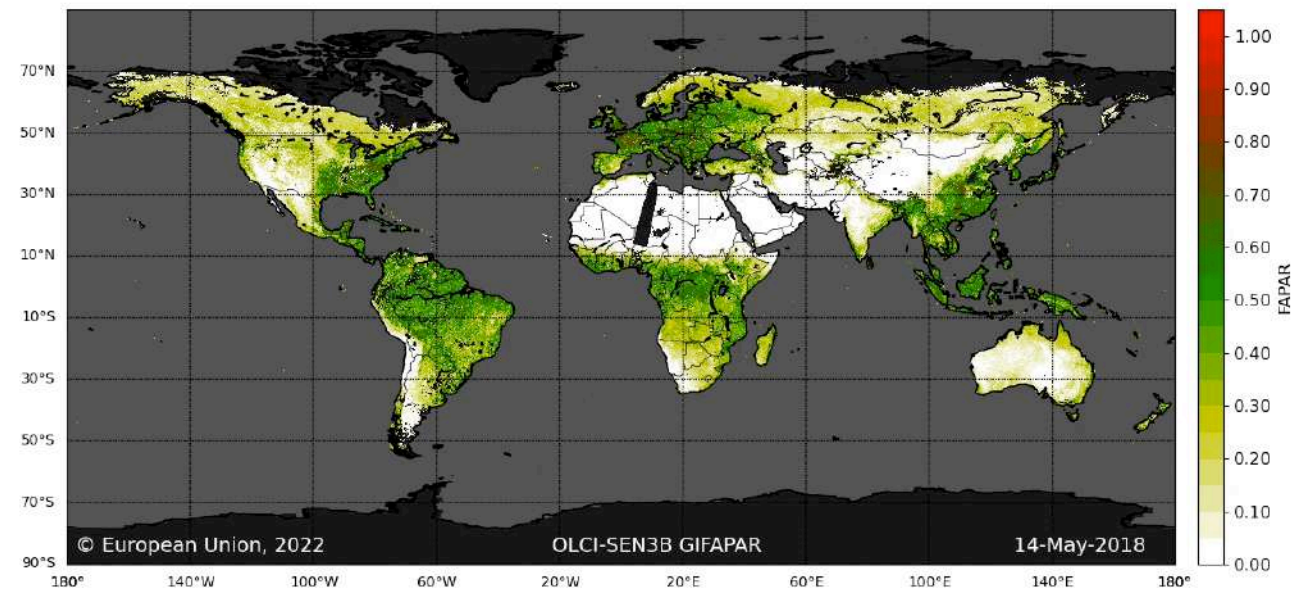 70°N
50°N
30°N
10°N
10°S
30°S
50°S
70°S
90°S
180°
140°W
100°W
60°W
20°W
20°E
60°E
100°E
140°E
180°
© European Union, 2022
OLCI-SEN3B GIFAPAR
14-May-2018
1.00
0.90
0.80
0.70
0.60
0.50
0.40
0.30
0.20
0.10
0.00
FAPAR